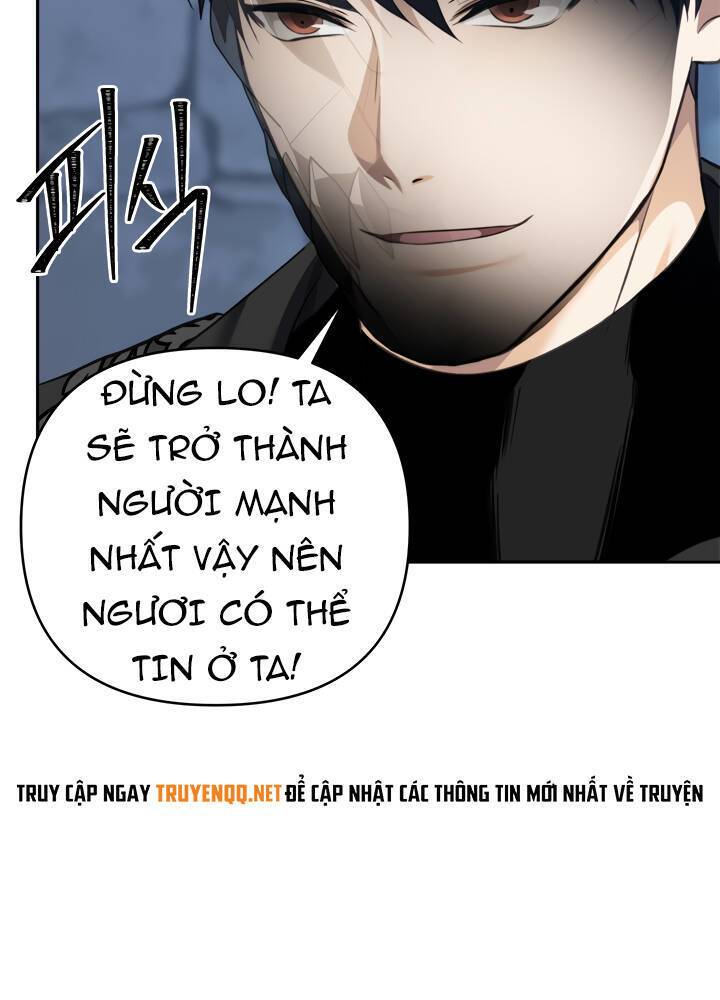 피식
ĐỪNG LO! TA
SẼ TRỞ THÀNH
NGƯỜI MẠNH
NHẤT VẬY NÊN
NGƯƠI CÓ THỂ
TIN Ở TA!
TRUY CẬP NGAY TRUYENQQ.NET ĐỂ CẬP NHẬT CÁC THÔNG TIN MỚI NHẤT VỀ TRUYỆN